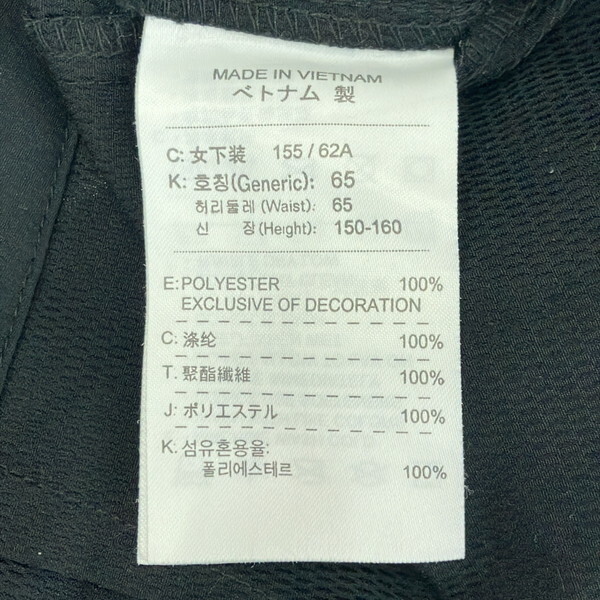 MADE IN VIETNAM
ベトナム 製
C: 女下装 155 / 62A
K: 호칭(Generic): 65
허리둘레 (Waist): 65
신 장(Height): 150-160
E: POLYESTER 100%
EXCLUSIVE OF DECORATION
C: 涤纶 100%
T. 聚酯纖維 100%
J: ポリエステル 100%
K: 섬유혼용율:
폴리에스테르 100%